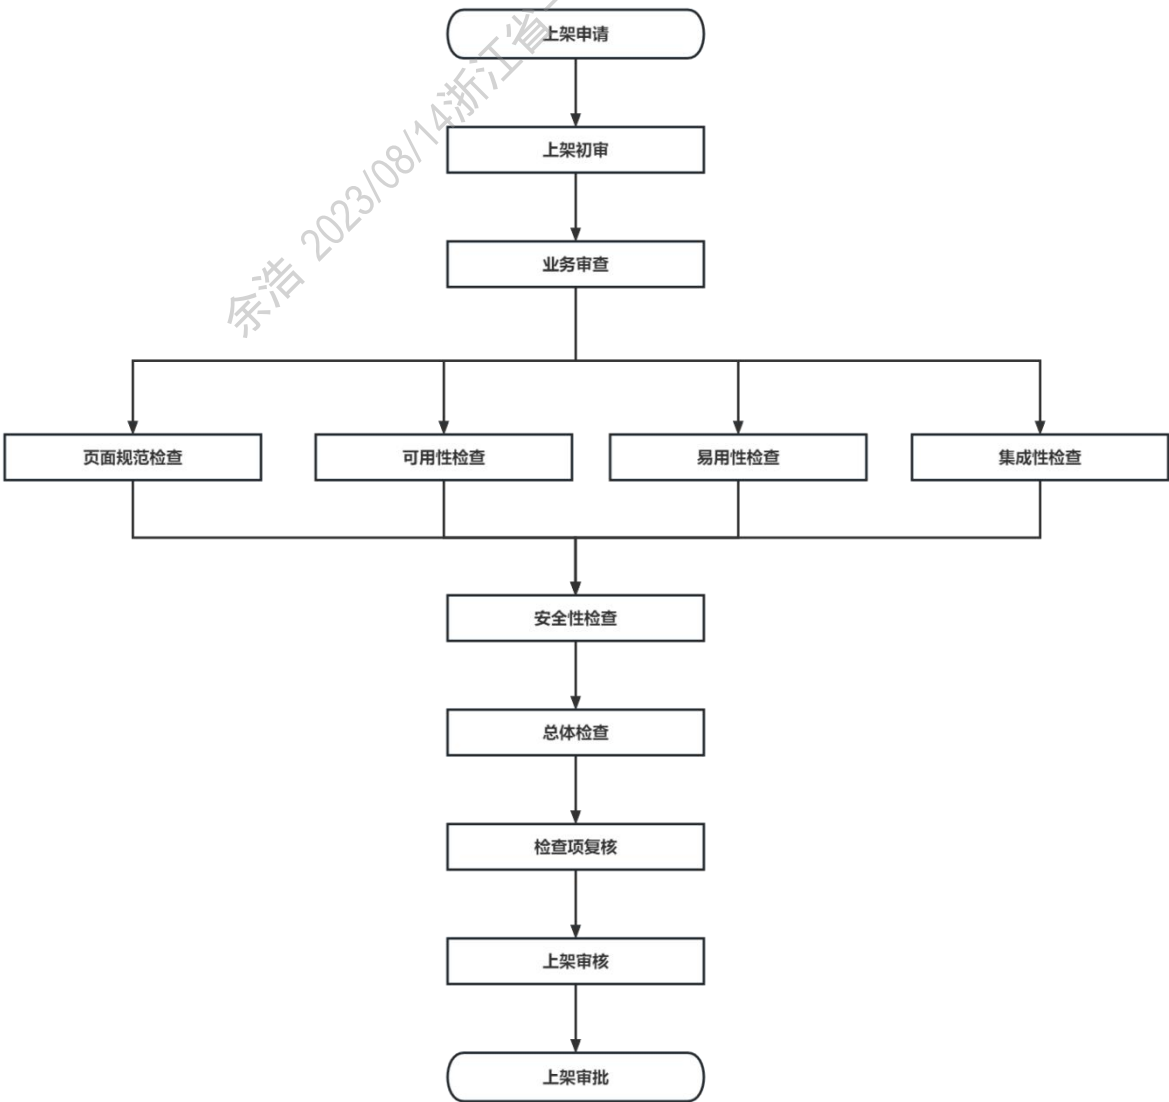 上架申请
余浩 2023/08/14浙江省
上架初审
业务审查
页面规范检查
可用性检查
易用性检查
集成性检查
安全性检查
总体检查
检查项复核
上架审核
上架审批